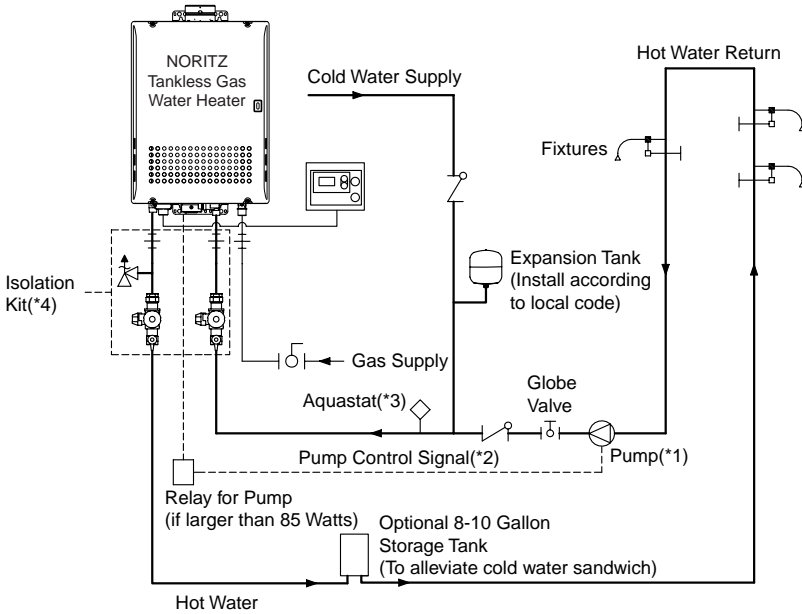 NORITZ
Tankless Gas
Water Heater
Hot Water Return
Cold Water Supply
Fixtures
Expansion Tank
(Install according
to local code)
Isolation
Kit(*4)
Gas Supply
Globe
Valve
Aquastat(*3)
Pump Control Signal(*2)
Pump(*1)
Relay for Pump
(if larger than 85 Watts)
Optional 8-10 Gallon
Storage Tank
(To alleviate cold water sandwich)
Hot Water